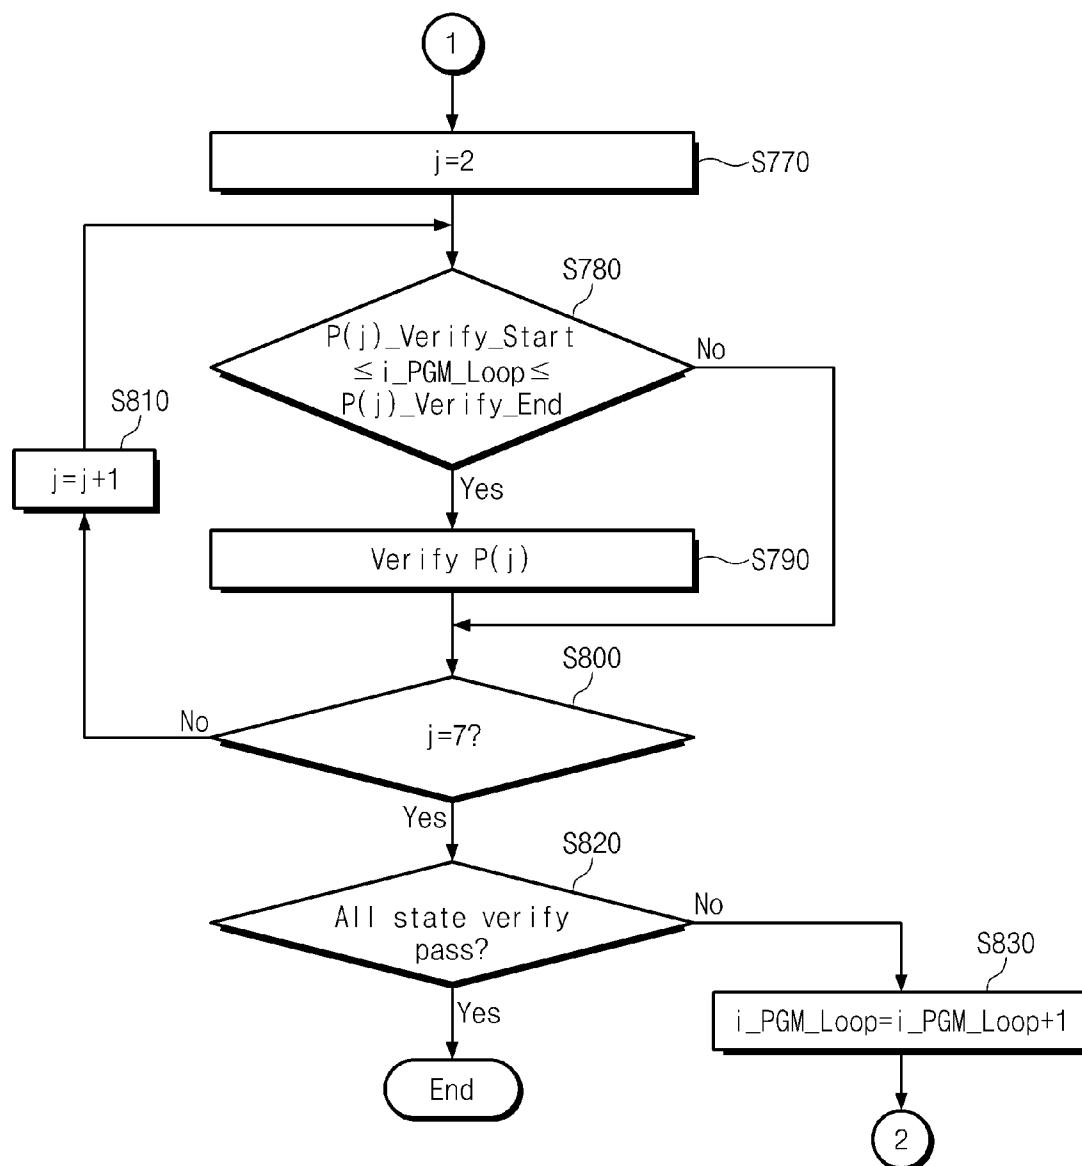 1
j=2
S770
S780
P(j)_Verify_Start
≤i_PGM_Loop≤
P(j)_Verify_End
No
S810
j=j+1
Yes
Verify P(j)
S790
S800
No
j=7?
Yes
S820
All state verify
pass?
No
S830
Yes
i_PGM_Loop=i_PGM_Loop+1
End
2